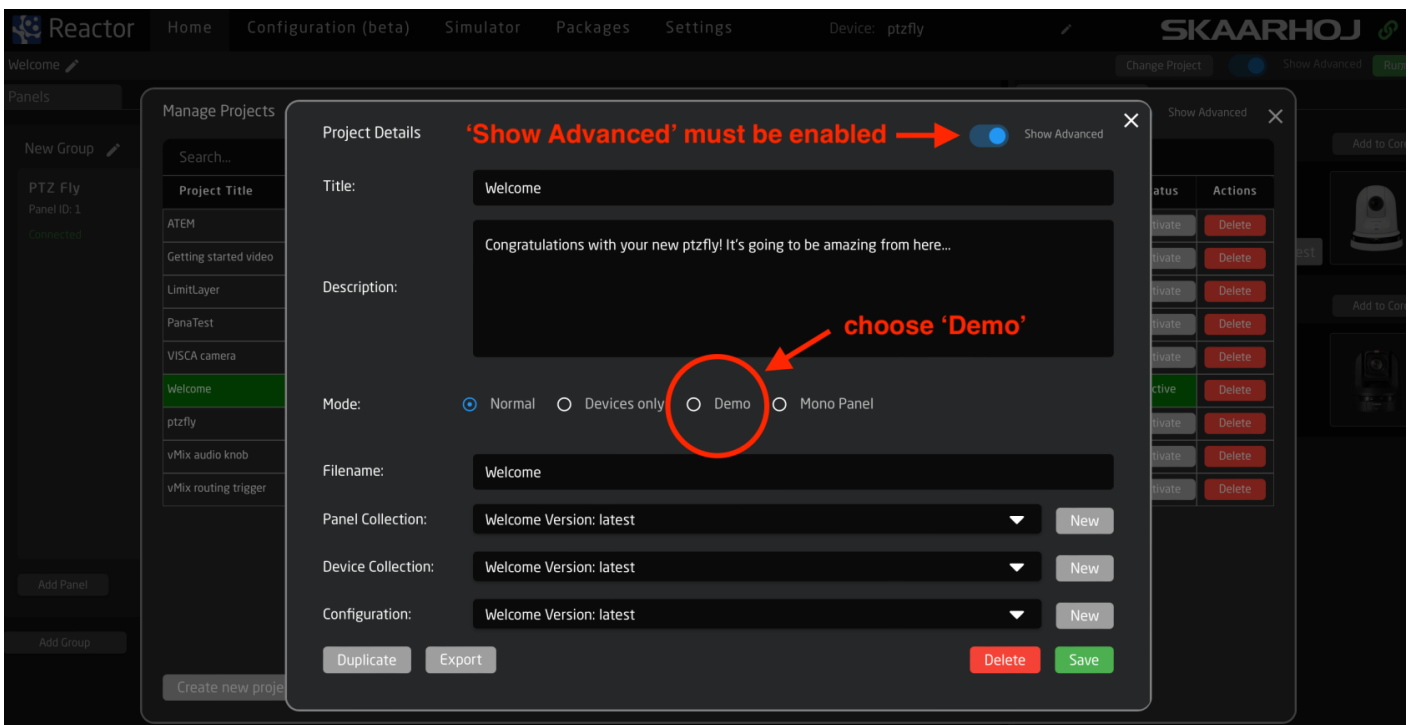 Reactor
Home
Configuration (beta)
Simulator
Packages
Settings
Device: ptzfly
SKAARHOJ
Welcome
Change Project
Show Advanced
Panels
Manage Projects
Show Advanced
Project Details
'Show Advanced' must be enabled
Show Advanced
New Group
Search...
PTZ Fly
Panel ID: 1
Connected
Project Title
Actions
Title:
Welcome
ATEM
Delete
Getting started video
Delete
LimitLayer
Delete
PanaTest
Delete
VISCA camera
Delete
Welcome
Delete
ptzfly
Delete
vMix audio knob
Delete
vMix routing trigger
Delete
Description:
Congratulations with your new ptzfly! It's going to be amazing from here...
choose 'Demo'
Mode:
Normal
Devices only
Demo
Mono Panel
Filename:
Welcome
Panel Collection:
Welcome Version: latest
New
Device Collection:
Welcome Version: latest
New
Configuration:
Welcome Version: latest
New
Duplicate
Export
Delete
Save
Add Panel
Add Group
Create new proje
Add to Con
Add to Con